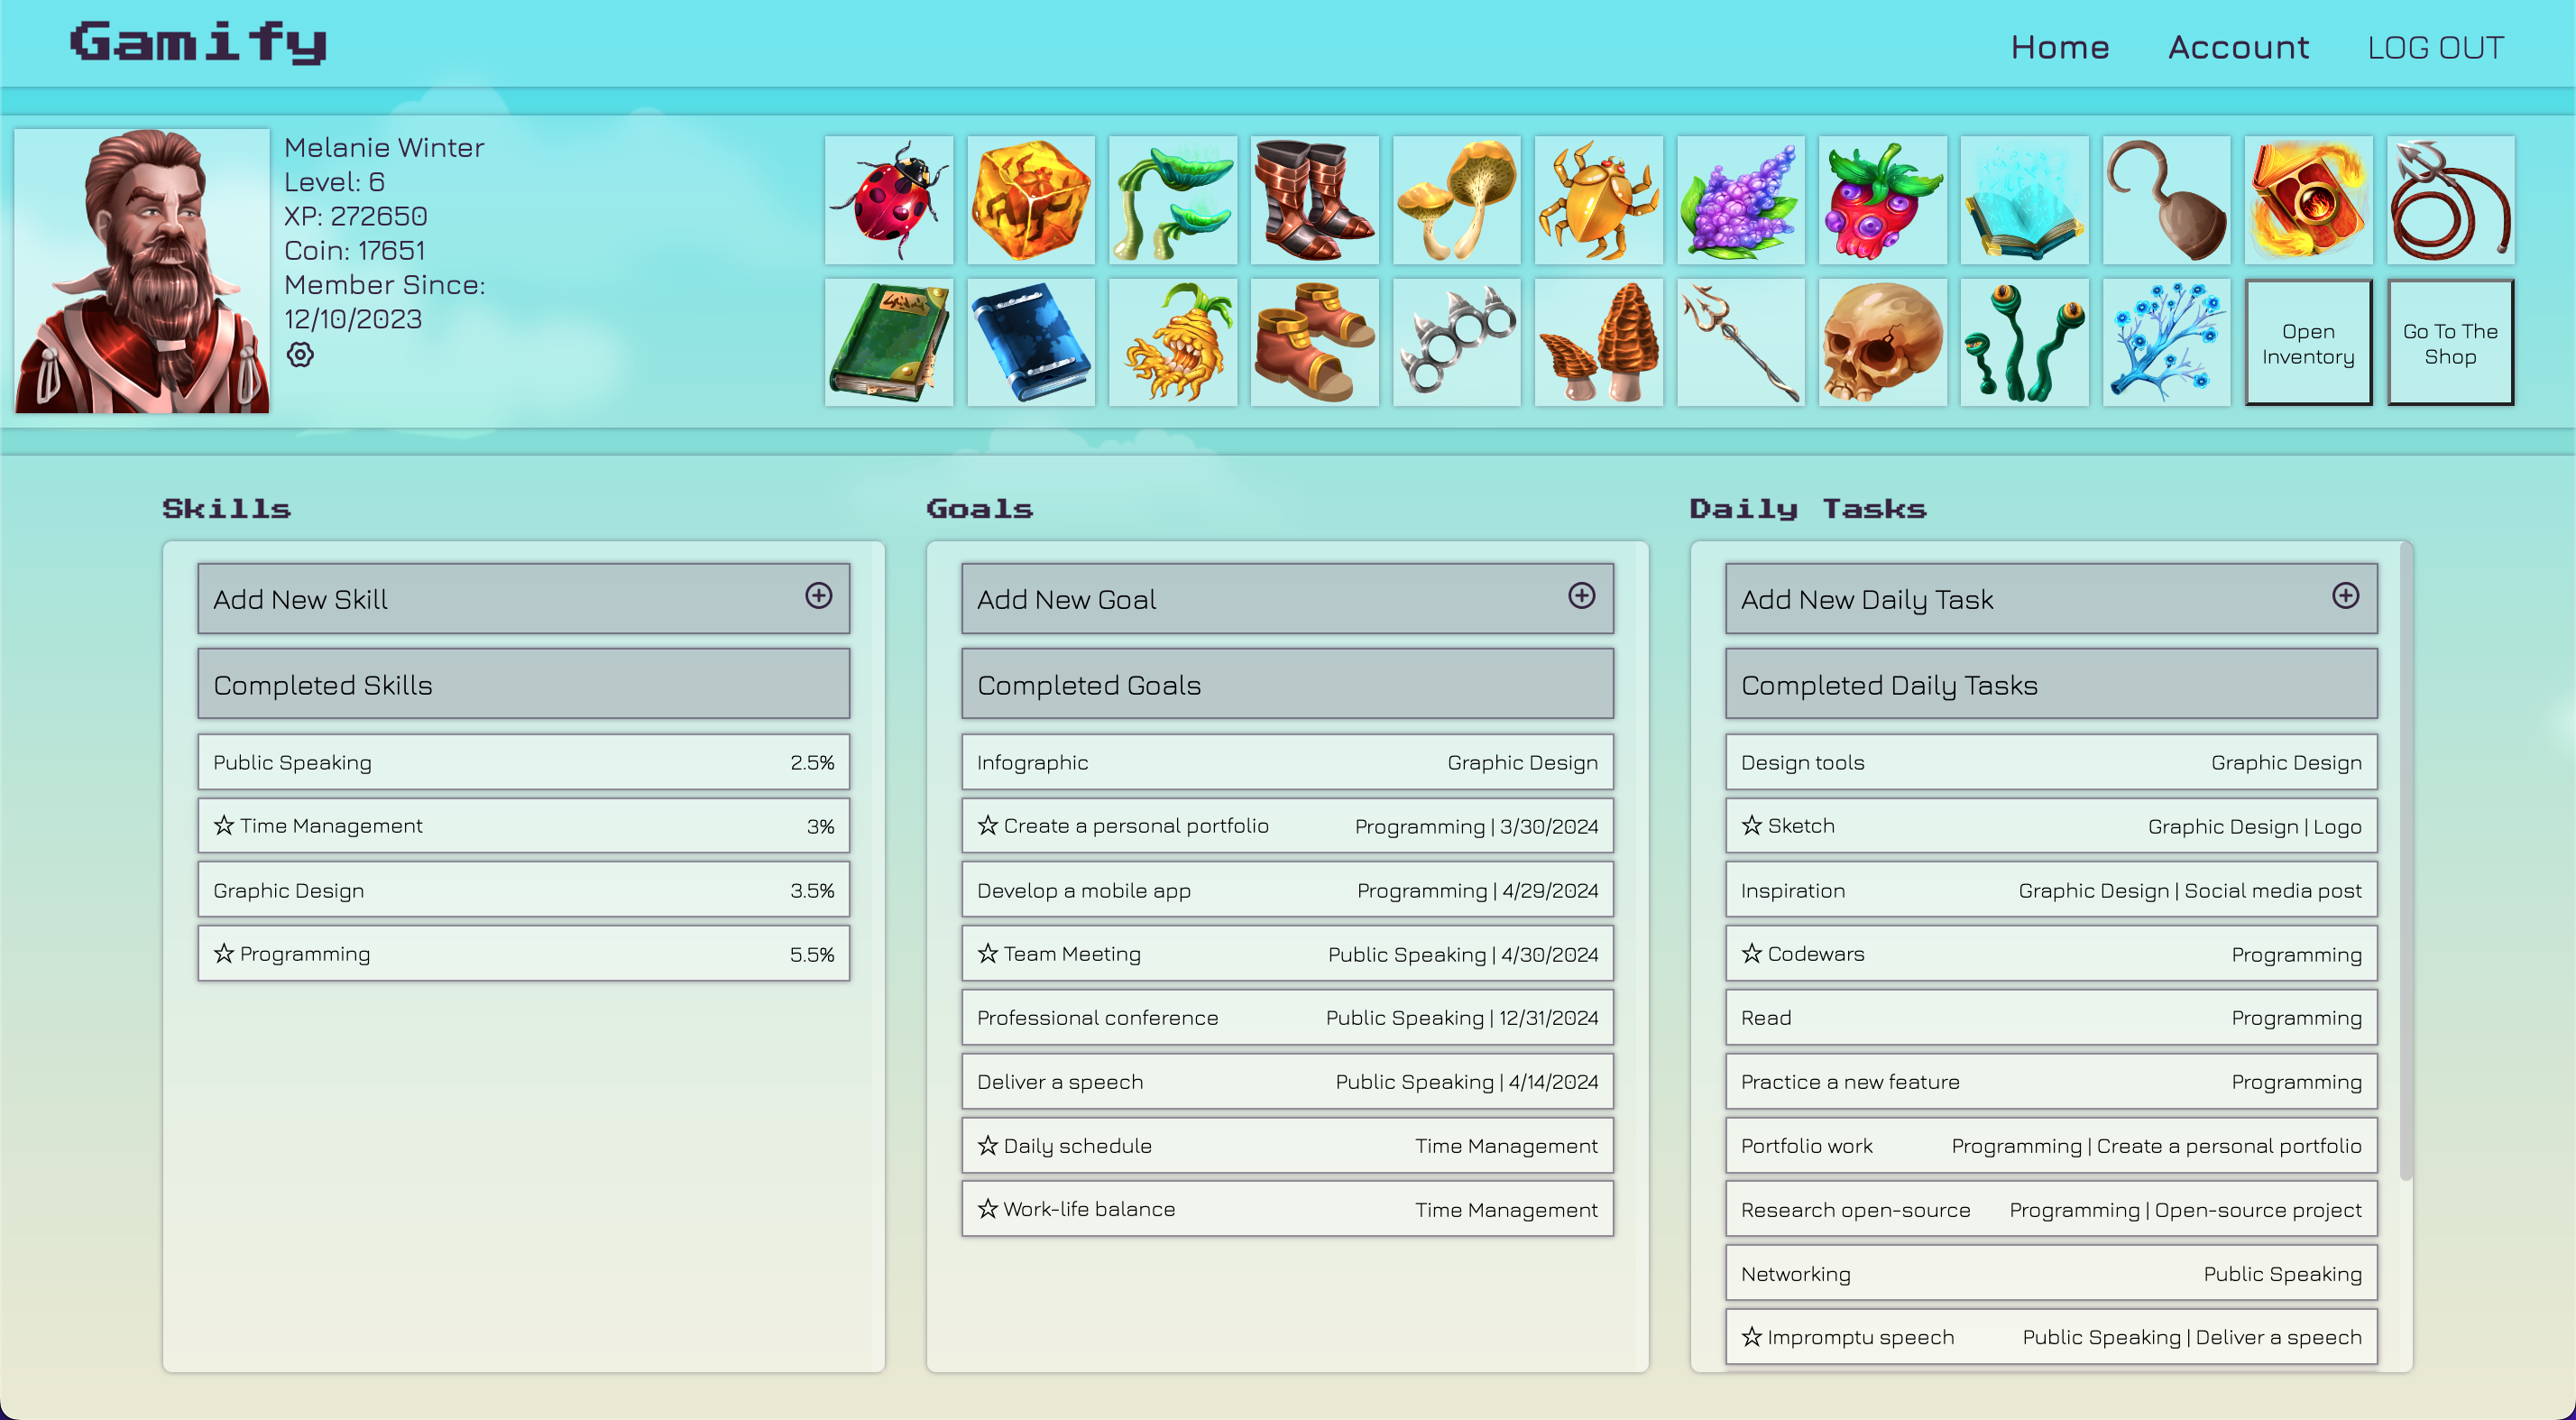 Gamify
Home Account LOG OUT
Melanie Winter
Level: 6
XP: 272650
Coin: 17651
Member Since:
12/10/2023
Open
Inventory
Go To The
Shop
Skills
Add New Skill
Completed Skills
Public Speaking 2.5%
Time Management 3%
Graphic Design 3.5%
Programming 5.5%
Goals
Add New Goal
Completed Goals
Infographic Graphic Design
Create a personal portfolio Programming | 3/30/2024
Develop a mobile app Programming | 4/29/2024
Team Meeting Public Speaking | 4/30/2024
Professional conference Public Speaking | 12/31/2024
Deliver a speech Public Speaking | 4/14/2024
Daily schedule Time Management
Work-life balance Time Management
Daily Tasks
Add New Daily Task
Completed Daily Tasks
Design tools Graphic Design
Sketch Graphic Design | Logo
Inspiration Graphic Design | Social media post
Codewars Programming
Read Programming
Practice a new feature Programming
Portfolio work Programming | Create a personal portfolio
Research open-source Programming | Open-source project
Networking Public Speaking
Impromptu speech Public Speaking | Deliver a speech